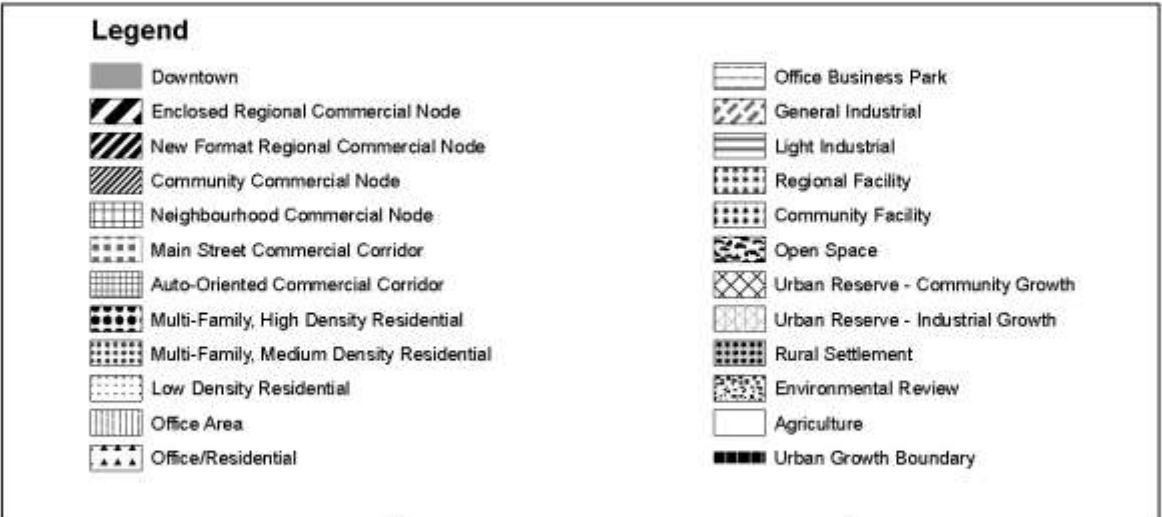 Legend
Downtown
Enclosed Regional Commercial Node
New Format Regional Commercial Node
Community Commercial Node
Neighbourhood Commercial Node
Main Street Commercial Corridor
Auto-Oriented Commercial Corridor
Multi-Family, High Density Residential
Multi-Family, Medium Density Residential
Low Density Residential
Office Area
Office/Residential
Office Business Park
General Industrial
Light Industrial
Regional Facility
Community Facility
Open Space
Urban Reserve - Community Growth
Urban Reserve - Industrial Growth
Rural Settlement
Environmental Review
Agriculture
Urban Growth Boundary